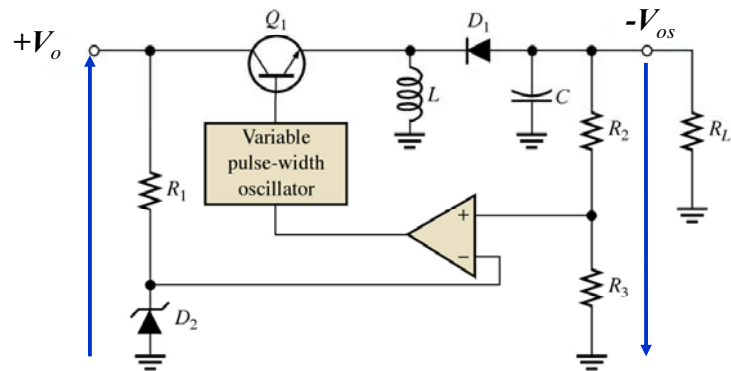 Q1
D1
-Vos
+Vo
L
C
R2
RL
Variable
pulse-width
oscillator
R1
+
−
R3
D2